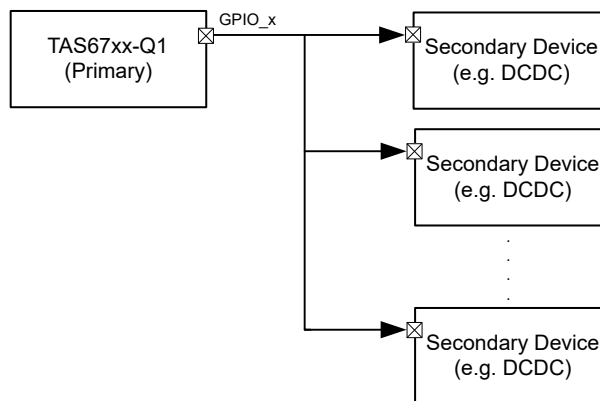 TAS67xx-Q1
(Primary)
GPIO_x
Secondary Device
(e.g. DCDC)
Secondary Device
(e.g. DCDC)
.
.
.
.
Secondary Device
(e.g. DCDC)